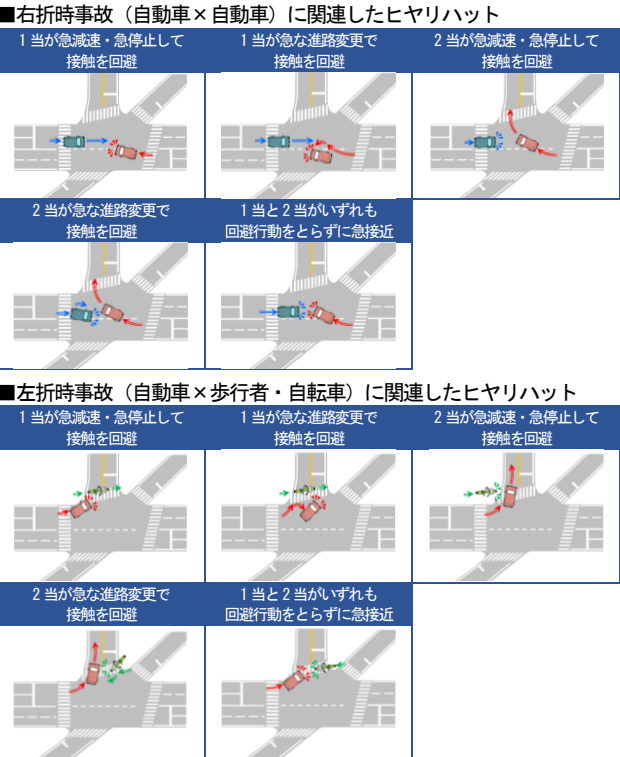 ■右折時事故（自動車×自動車）に関連したヒヤリハット
1当が急減速・急停止して
接触を回避
1当が急な進路変更で
接触を回避
2当が急減速・急停止して
接触を回避
2当が急な進路変更で
接触を回避
1当と2当がいずれも
回避行動をとらずに急接近
■左折時事故（自動車×歩行者・自転車）に関連したヒヤリハット
1当が急減速・急停止して
接触を回避
1当が急な進路変更で
接触を回避
2当が急減速・急停止して
接触を回避
2当が急な進路変更で
接触を回避
1当と2当がいずれも
回避行動をとらずに急接近